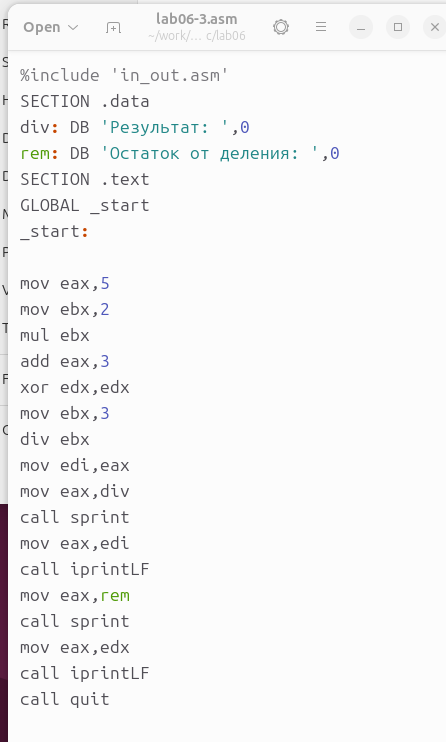 Open
lab06-3.asm
~/work/... c/lab06
%include 'in_out.asm'
SECTION .data
div: DB 'Результат: ',0
rem: DB 'Остаток от деления: ',0
SECTION .text
GLOBAL _start
_start:
mov eax,5
mov ebx,2
mul ebx
add eax,3
xor edx,edx
mov ebx,3
div ebx
mov edi,eax
mov eax,div
call sprint
mov eax,edi
call iprintLF
mov eax,rem
call sprint
mov eax,edx
call iprintLF
call quit